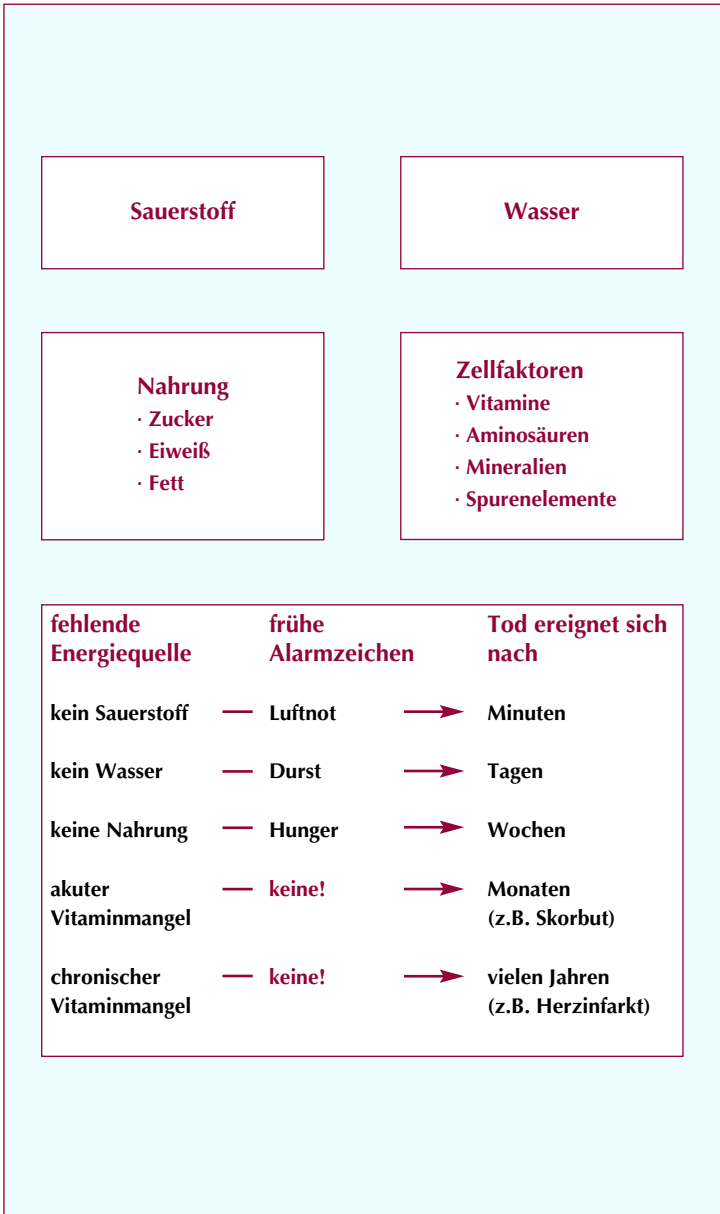 Sauerstoff
Wasser
Nahrung
· Zucker
· Eiweiß
· Fett
Zellfaktoren
· Vitamine
· Aminosäuren
· Mineralien
· Spurenelemente
fehlende Energiequelle
frühe Alarmzeichen
Tod ereignet sich nach
kein Sauerstoff — Luftnot → Minuten
kein Wasser — Durst → Tagen
keine Nahrung — Hunger → Wochen
akuter — keine! → Monaten
Vitaminmangel (z.B. Skorbut)
chronischer — keine! → vielen Jahren
Vitaminmangel (z.B. Herzinfarkt)